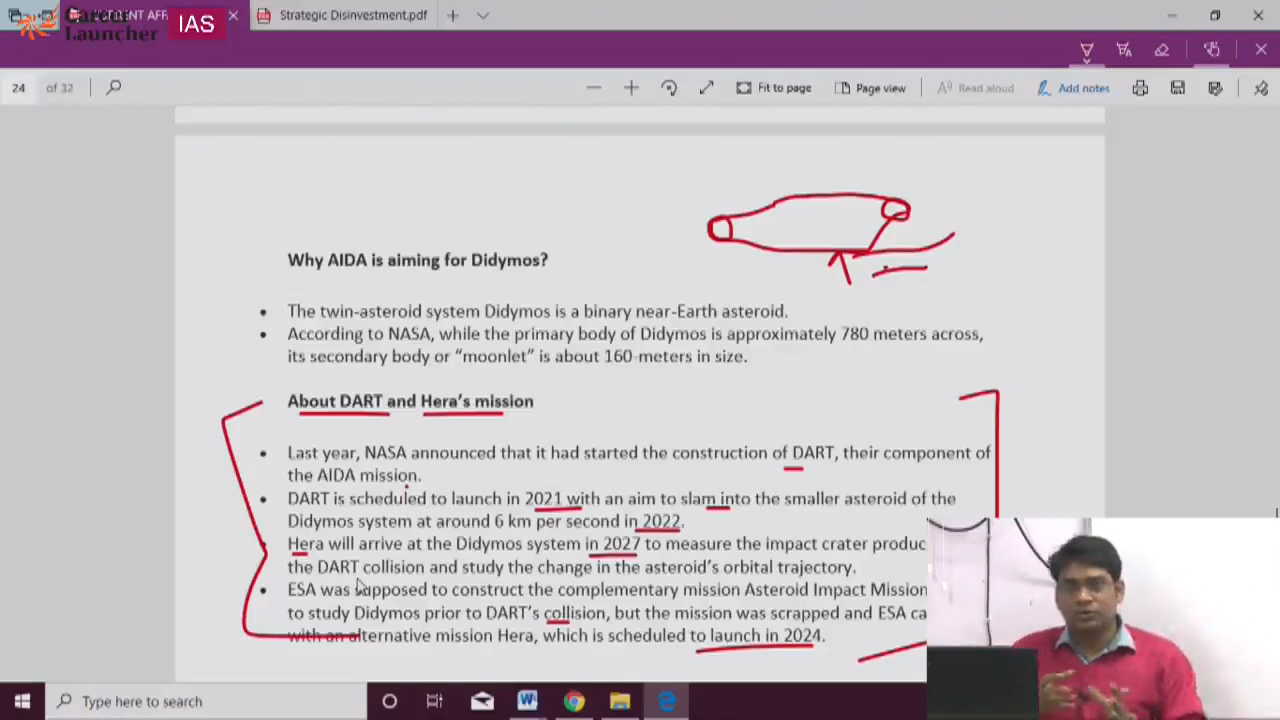 Career
Launcher
IAS
Strategic Disinvestment.pdf
24 of 32
Fit to page
Page view
Read aloud
Add notes
Why AIDA is aiming for Didymos?
• The twin-asteroid system Didymos is a binary near-Earth asteroid.
• According to NASA, while the primary body of Didymos is approximately 780 meters across,
its secondary body or “moonlet” is about 160-meters in size.
About DART and Hera’s mission
• Last year, NASA announced that it had started the construction of DART, their component of
the AIDA mission.
• DART is scheduled to launch in 2021 with an aim to slam into the smaller asteroid of the
Didymos system at around 6 km per second in 2022.
Hera will arrive at the Didymos system in 2027 to measure the impact crater produc
the DART collision and study the change in the asteroid’s orbital trajectory.
• ESA was supposed to construct the complementary mission Asteroid Impact Mission
to study Didymos prior to DART’s collision, but the mission was scrapped and ESA ca
with an alternative mission Hera, which is scheduled to launch in 2024.
Type here to search